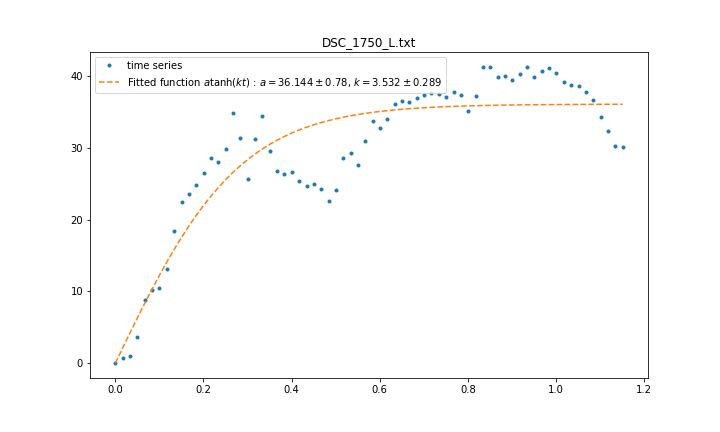 DSC_1750_L.txt
time series
Fitted function atanh(kt) : a = 36.144 ± 0.78, k = 3.532 ± 0.289
40
30
20
10
0
0.0 0.2 0.4 0.6 0.8 1.0 1.2